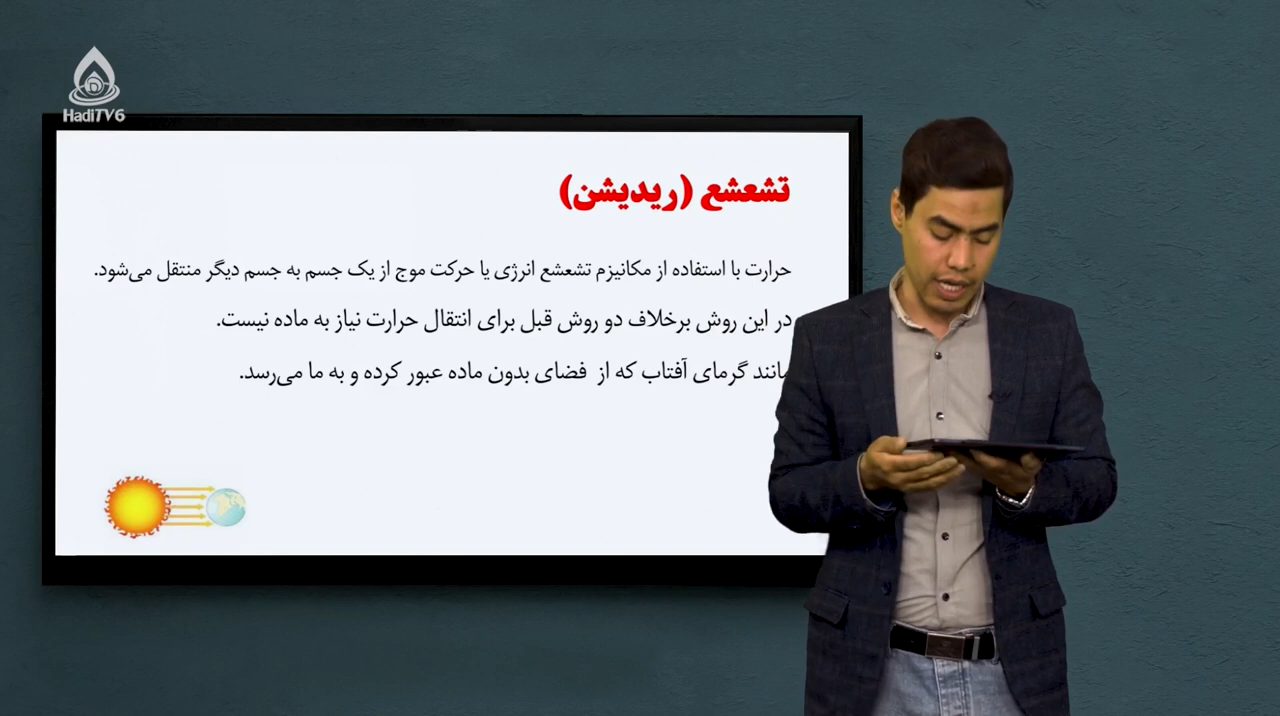 HadiTV6
تشعشع (ریدیشن)
حرارت با استفاده از مکانیزم تشعشع انرژی یا حرکت موج از یک جسم به جسم دیگر منتقل می‌شود.
در این روش برخلاف دو روش قبل برای انتقال حرارت نیاز به ماده نیست.
مانند گرمای آفتاب که از فضای بدون ماده عبور کرده و به ما می‌رسد.